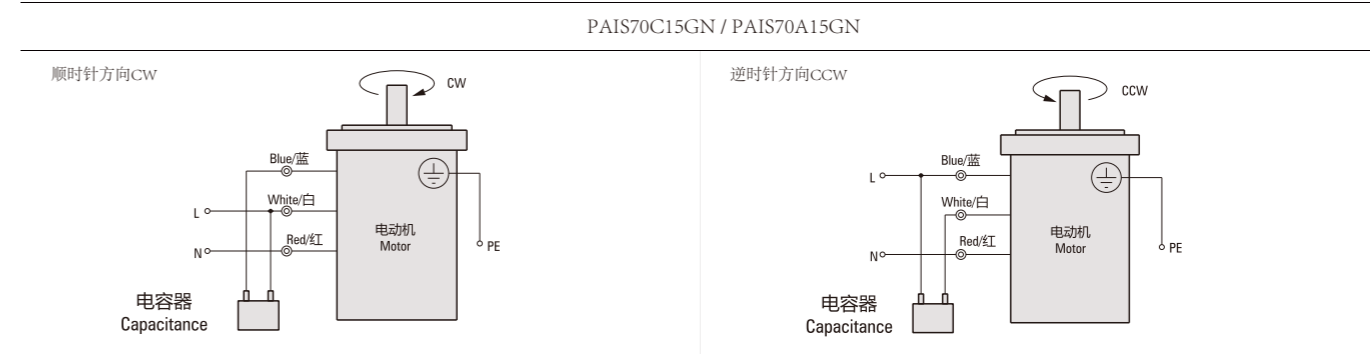 PAIS70C15GN / PAIS70A15GN
顺时针方向CW
CW
Blue/蓝
White/白
L
Red/红
N
电动机
Motor
PE
电容器
Capacitance
逆时针方向CCW
CCW
Blue/蓝
L
White/白
Red/红
N
电动机
Motor
PE
电容器
Capacitance